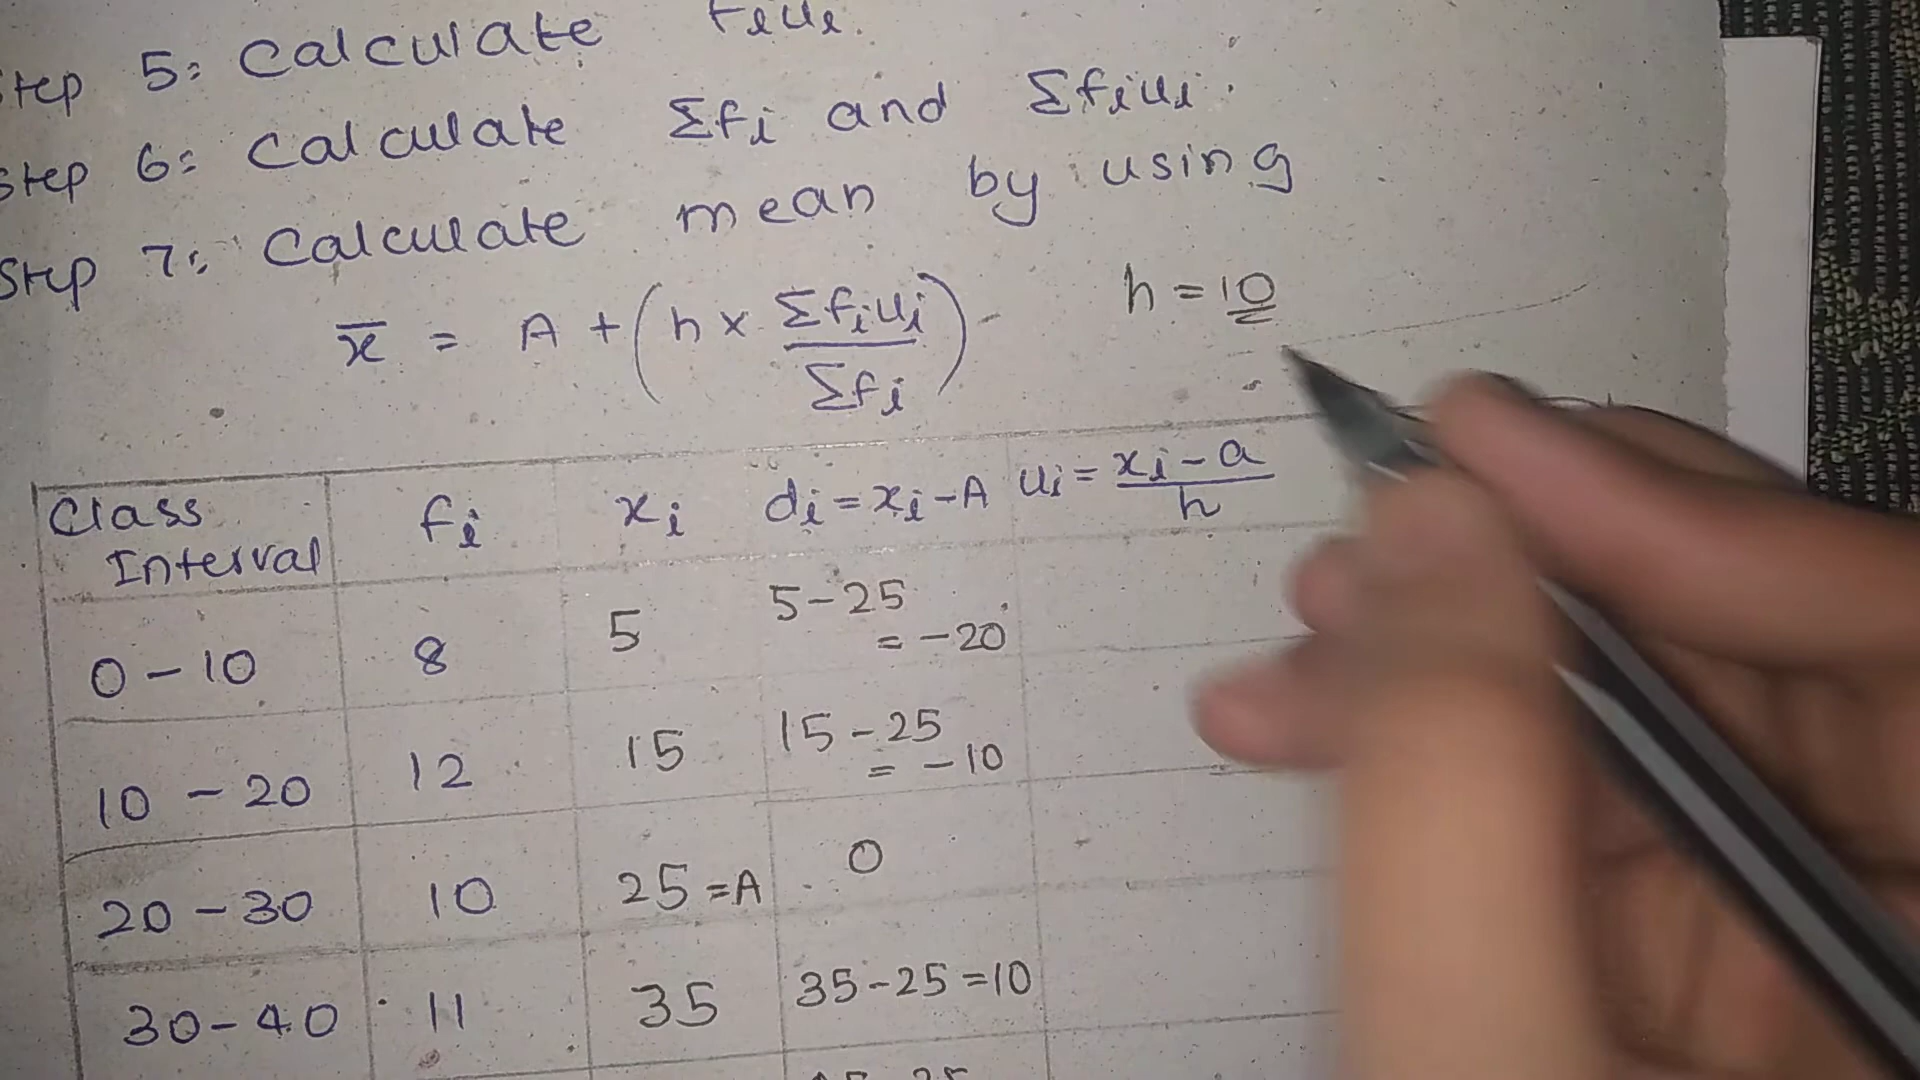 Step 5: Calculate fiui.
Step 6: Calculate Σfi and Σfiui.
Step 7: Calculate mean by using
x̄ = A + (h × Σfiui / Σfi)
h = 10
Class Interval fi xi di = xi - A ui = xi - a / h
0 - 10 8 5 5 - 25 = -20
10 - 20 12 15 15 - 25 = -10
20 - 30 10 25 = A 0
30 - 40 11 35 35 - 25 = 10